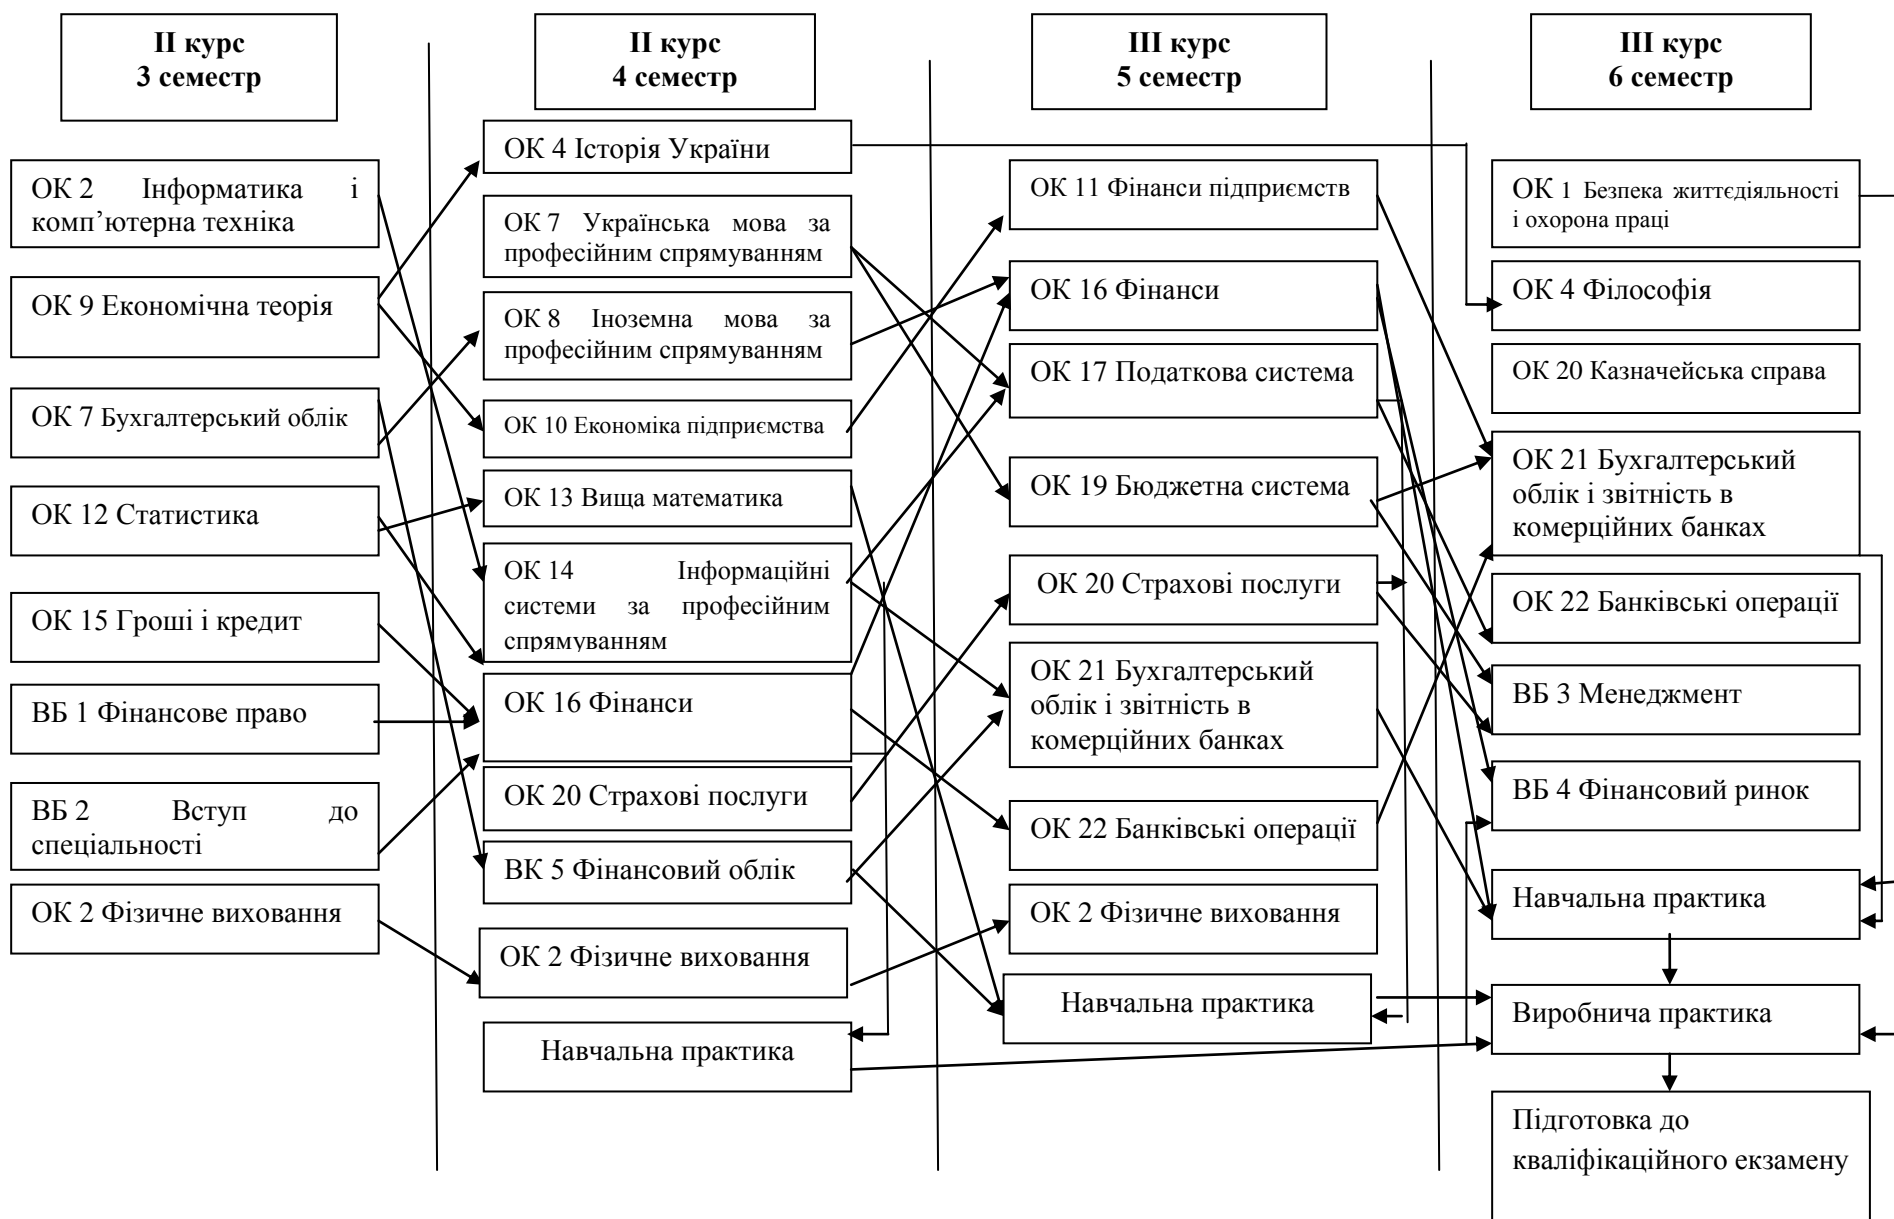 ІІ курс
3 семестр
ОК 2 Інформатика і
комп’ютерна техніка
ОК 9 Економічна теорія
ОК 7 Бухгалтерський облік
ОК 12 Статистика
ОК 15 Гроші і кредит
ВБ 1 Фінансове право
ВБ 2 Вступ до
спеціальності
ОК 2 Фізичне виховання
ІІ курс
4 семестр
ОК 4 Історія України
ОК 7 Українська мова за
професійним спрямуванням
ОК 8 Іноземна мова за
професійним спрямуванням
ОК 10 Економіка підприємства
ОК 13 Вища математика
ОК 14 Інформаційні
системи за професійним
спрямуванням
ОК 16 Фінанси
ОК 20 Страхові послуги
ВК 5 Фінансовий облік
ОК 2 Фізичне виховання
Навчальна практика
ІІІ курс
5 семестр
ОК 11 Фінанси підприємств
ОК 16 Фінанси
ОК 17 Податкова система
ОК 19 Бюджетна система
ОК 20 Страхові послуги
ОК 21 Бухгалтерський
облік і звітність в
комерційних банках
ОК 22 Банківські операції
ОК 2 Фізичне виховання
Навчальна практика
ІІІ курс
6 семестр
ОК 1 Безпека життєдіяльності
і охорона праці
ОК 4 Філософія
ОК 20 Казначейська справа
ОК 21 Бухгалтерський
облік і звітність в
комерційних банках
ОК 22 Банківські операції
ВБ 3 Менеджмент
ВБ 4 Фінансовий ринок
Навчальна практика
Виробнича практика
Підготовка до
кваліфікаційного екзамену